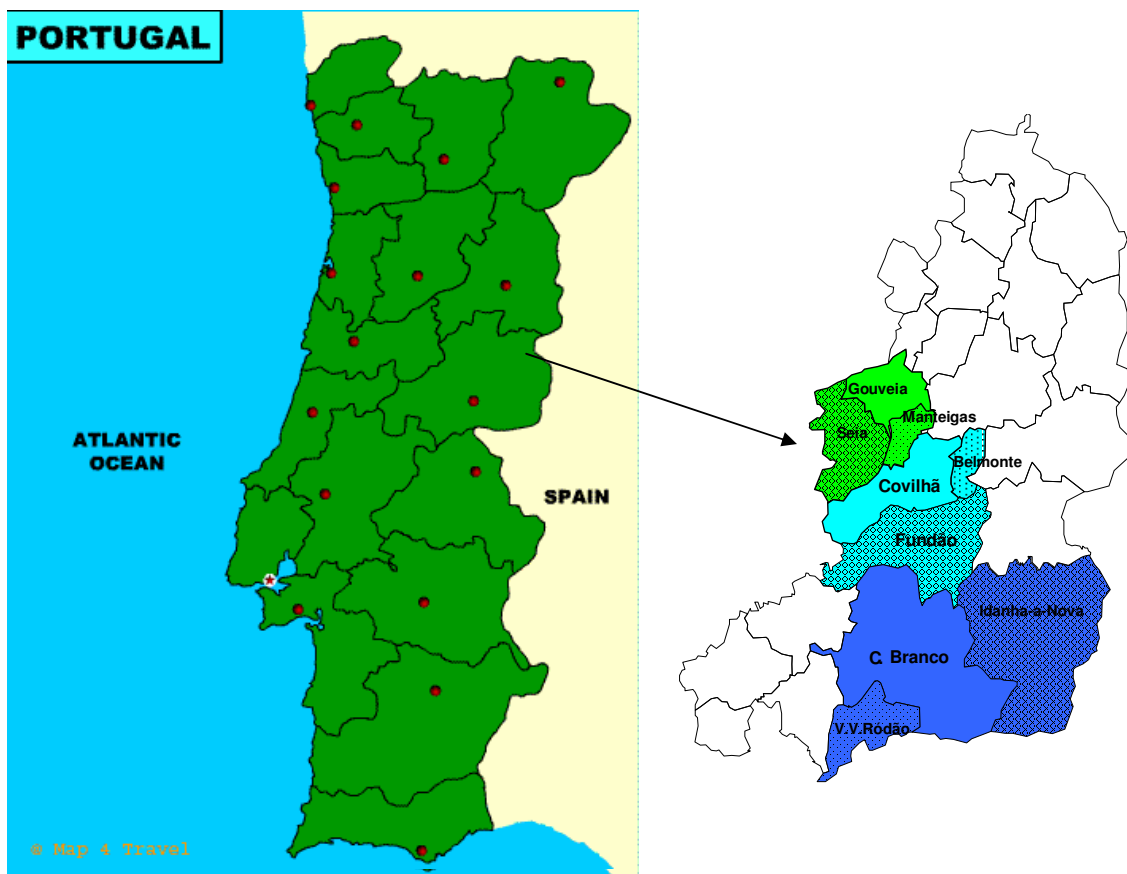 PORTUGAL
ATLANTIC
OCEAN
SPAIN
© Map 4 Travel
Gouveia
Manteigas
Seia
Belmonte
Covilhã
Fundão
Idanha-a-Nova
C. Branco
V.V.Ródão